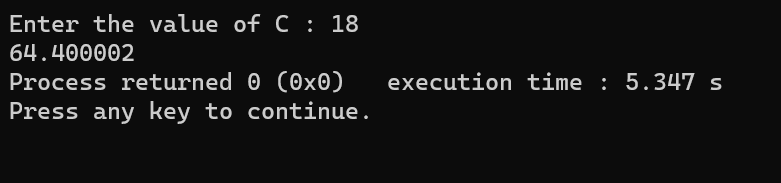 Enter the value of C : 18
64.400002
Process returned 0 (0x0)   execution time : 5.347 s
Press any key to continue.